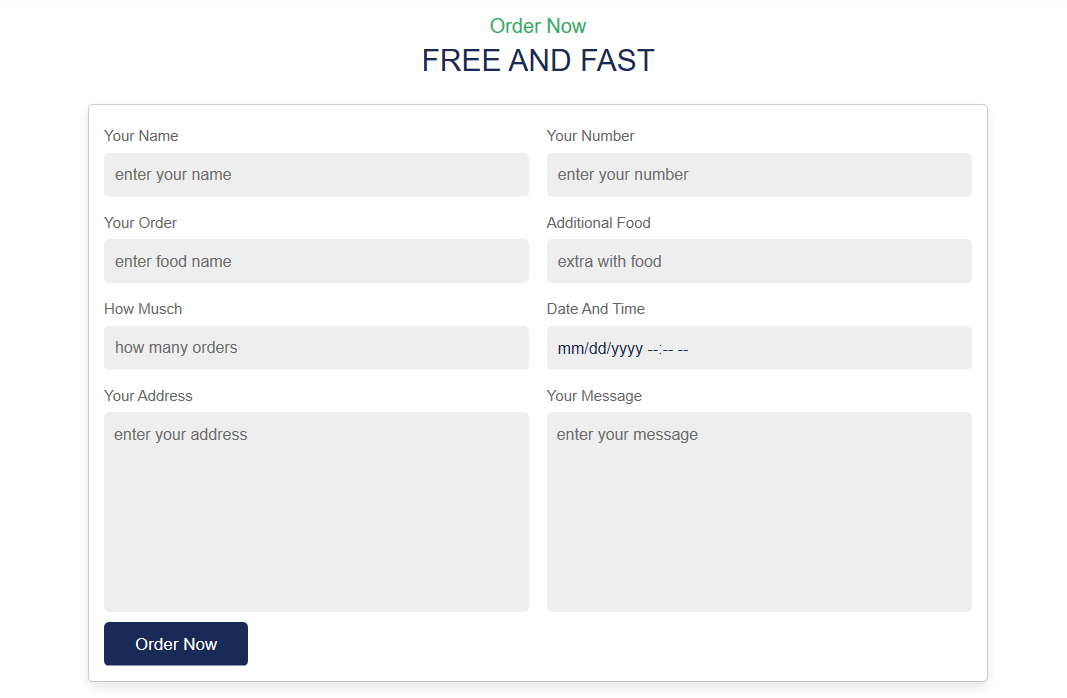 Order Now
FREE AND FAST
Your Name
Your Number
enter your name
enter your number
Your Order
Additional Food
enter food name
extra with food
How Musch
Date And Time
how many orders
mm/dd/yyyy --:-- --
Your Address
Your Message
enter your address
enter your message
Order Now